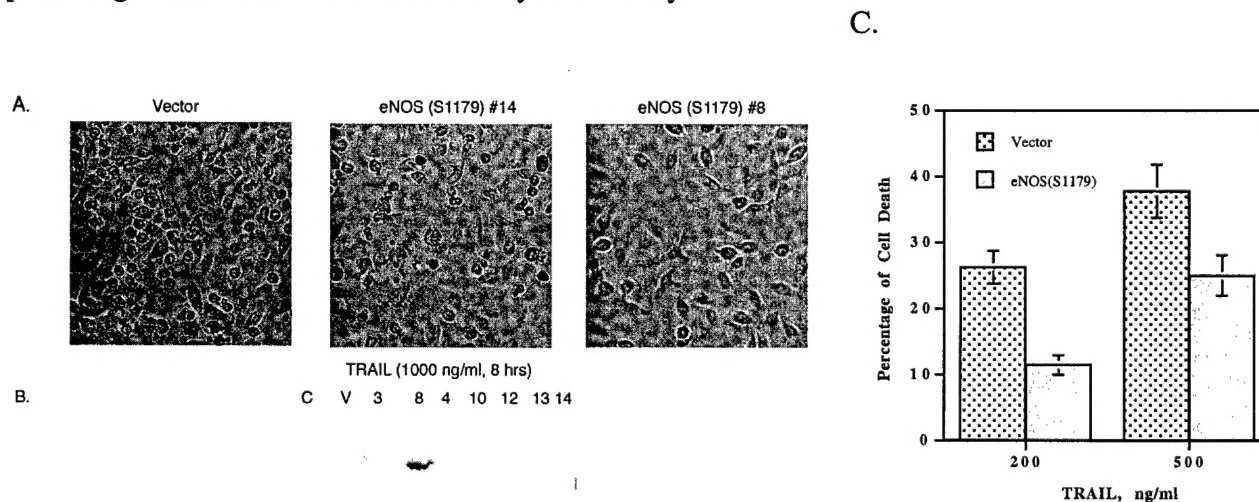 C.
A.
Vector
eNOS (S1179) #14
eNOS (S1179) #8
TRAIL (1000 ng/ml, 8 hrs)
B.
C V 3 8 4 10 12 13 14
50
40
30
20
10
0
Percentage of Cell Death
Vector
eNOS(S1179)
200 500
TRAIL, ng/ml